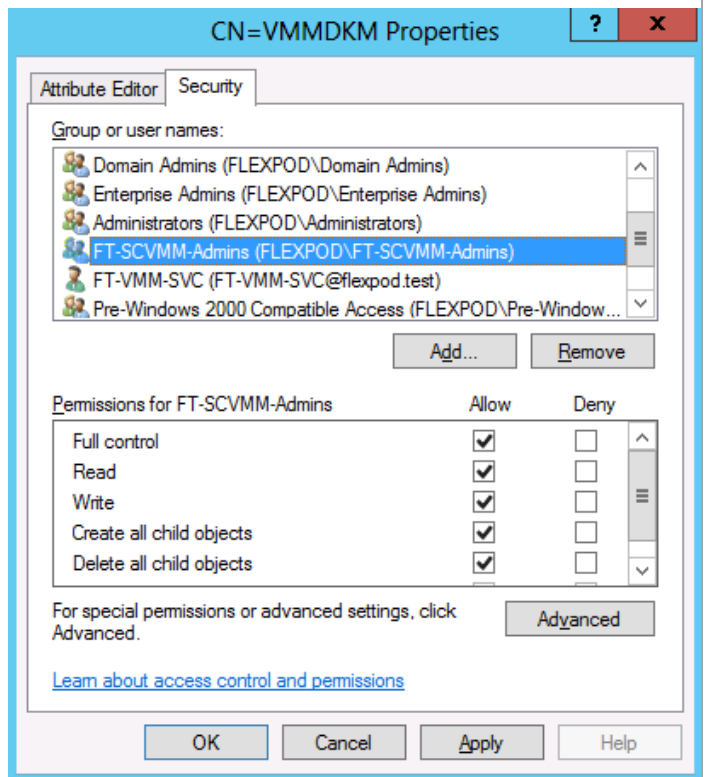 CN=VMMDKM Properties
? x
Attribute Editor Security
Group or user names:
Domain Admins (FLEXPOD\Domain Admins)
Enterprise Admins (FLEXPOD\Enterprise Admins)
Administrators (FLEXPOD\Administrators)
FT-SCVMM-Admins (FLEXPOD\FT-SCVMM-Admins)
FT-VMM-SVC (FT-VMM-SVC@flexpod.test)
Pre-Windows 2000 Compatible Access (FLEXPOD\Pre-Window...
Add... Remove
Permissions for FT-SCVMM-Admins Allow Deny
Full control
Read
Write
Create all child objects
Delete all child objects
For special permissions or advanced settings, click
Advanced.
Advanced
Learn about access control and permissions
OK Cancel Apply Help